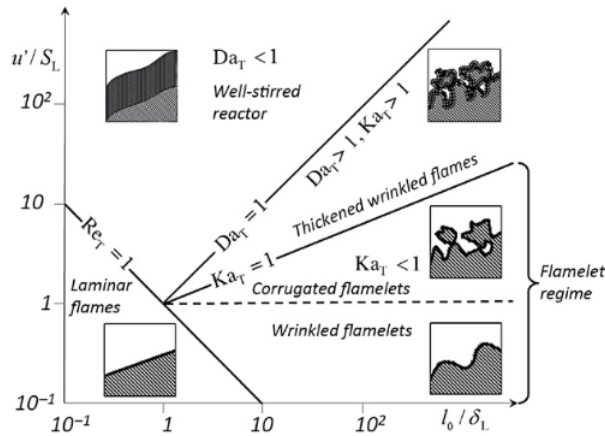 u'/S_L
Da_T < 1
Well-stirred
reactor
10²
Da_T > 1, Ka_T > 1
Thickened wrinkled flames
10
Re_T = 1
Da_T = 1
Ka_T = 1
Ka_T < 1
Flamelet
regime
Laminar
flames
1
Corrugated flamelets
Wrinkled flamelets
10⁻¹
10⁻¹
1
10
10²
l₀/δ_L